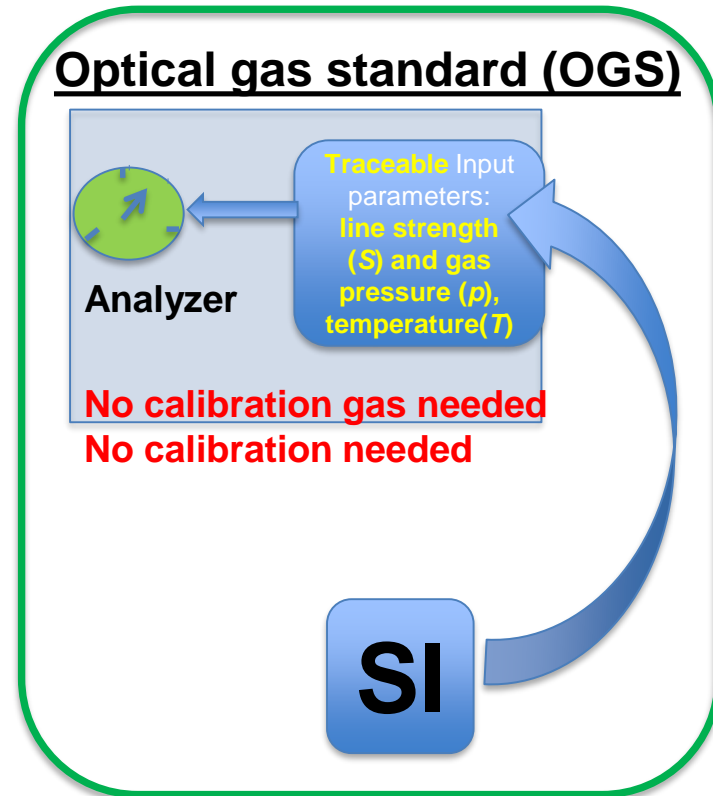 Optical gas standard (OGS)
Traceable Input
parameters:
line strength
(S) and gas
pressure (p),
temperature(T)
Analyzer
No calibration gas needed
No calibration needed
SI